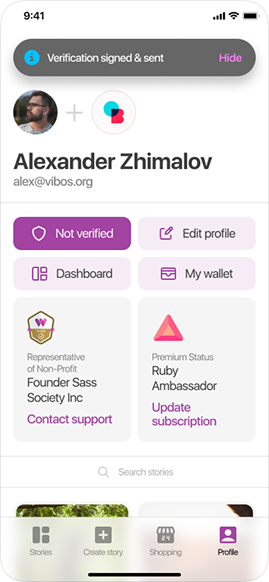 9:41
Verification signed & sent Hide
Alexander Zhimalov
alex@vibos.org
Not verified Edit profile
Dashboard My wallet
Representative
of Non-Profit
Founder Sass
Society Inc
Contact support
Premium Status
Ruby
Ambassador
Update
subscription
Search stories
Stories Create story Shopping Profile